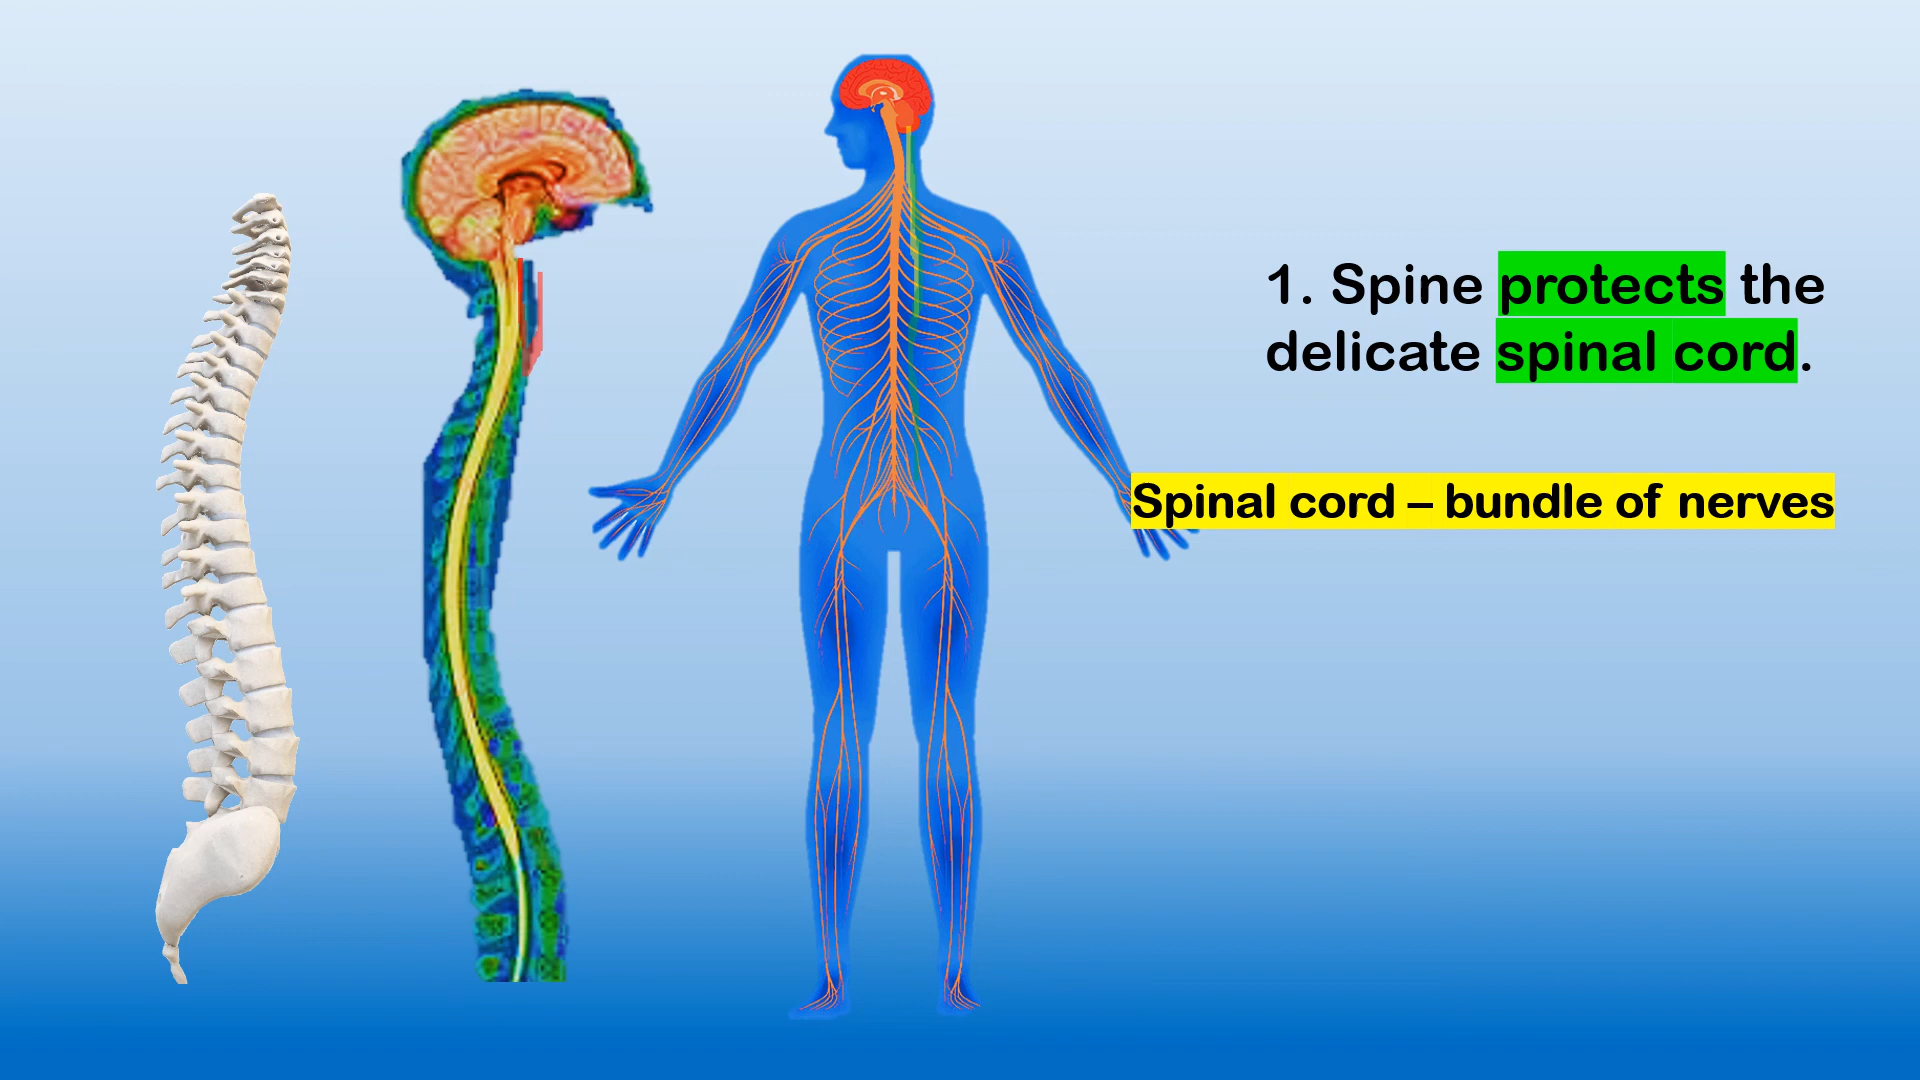 1. Spine protects the
delicate spinal cord.
Spinal cord – bundle of nerves